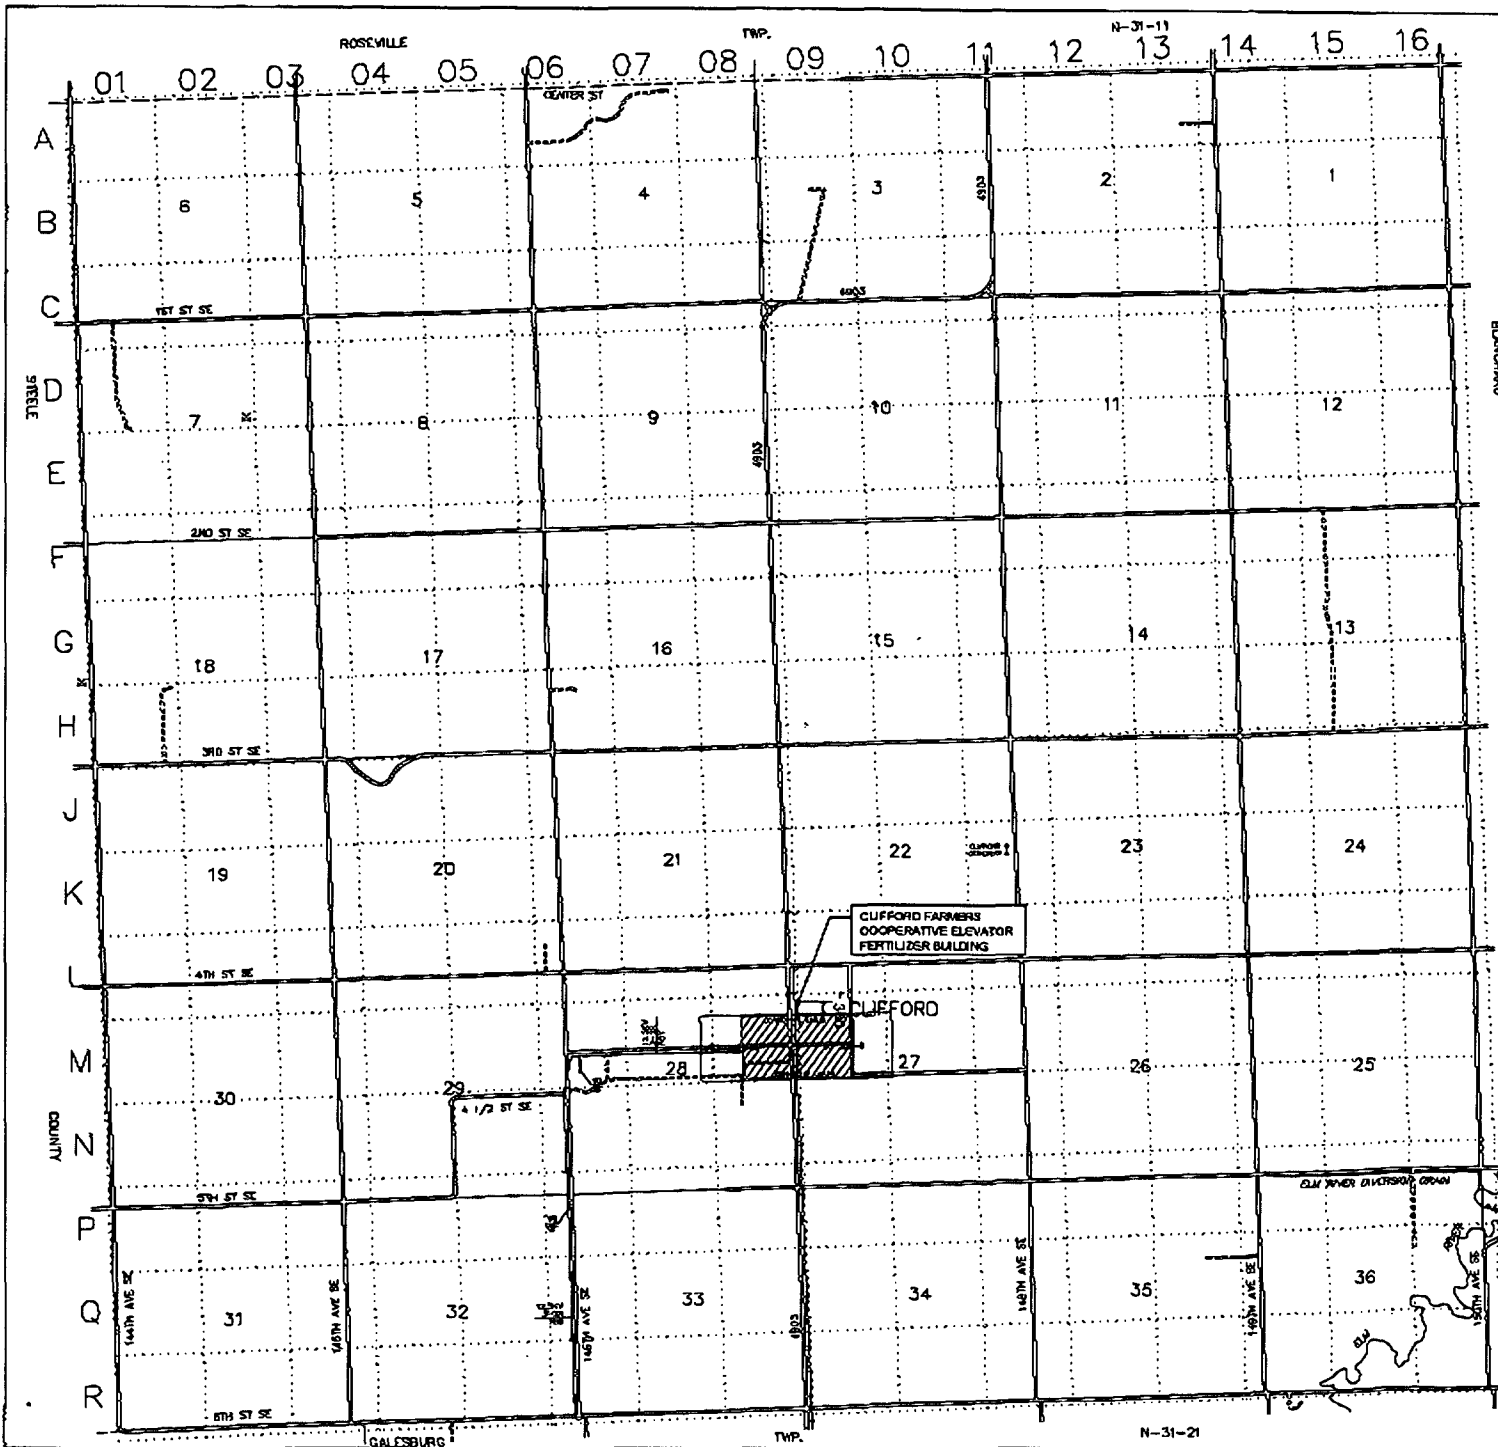 ROSEVILLE TWP. N-31-11
01 02 03 04 05 06 07 08 09 10 11 12 13 14 15 16
CENTER ST
A
6 5 4 3 2 1
4903
B
C
1ST ST SE
4903
STEELE
D
7 K 8 9 10 11 12
4903
E
2ND ST SE
F
G
18 17 16 15 14 13
K
H
3RD ST SE
J
19 20 21 22 23 24
K
CLIFFORD FARMERS
COOPERATIVE ELEVATOR
FERTILIZER BUILDING
L
4TH ST SE
CLIFFORD
M
30 29 28 27 26 25
4 1/2 ST SE
COUNTY
N
5TH ST SE
ELM RIVER DIVERSION DRAIN
P
144TH AVE SE
145TH AVE SE
146TH AVE SE
4903
148TH AVE SE
149TH AVE SE
150TH AVE SE
Q
31 32 33 34 35 36
ELM
R
6TH ST SE
GALESBURG TWP. N-31-21